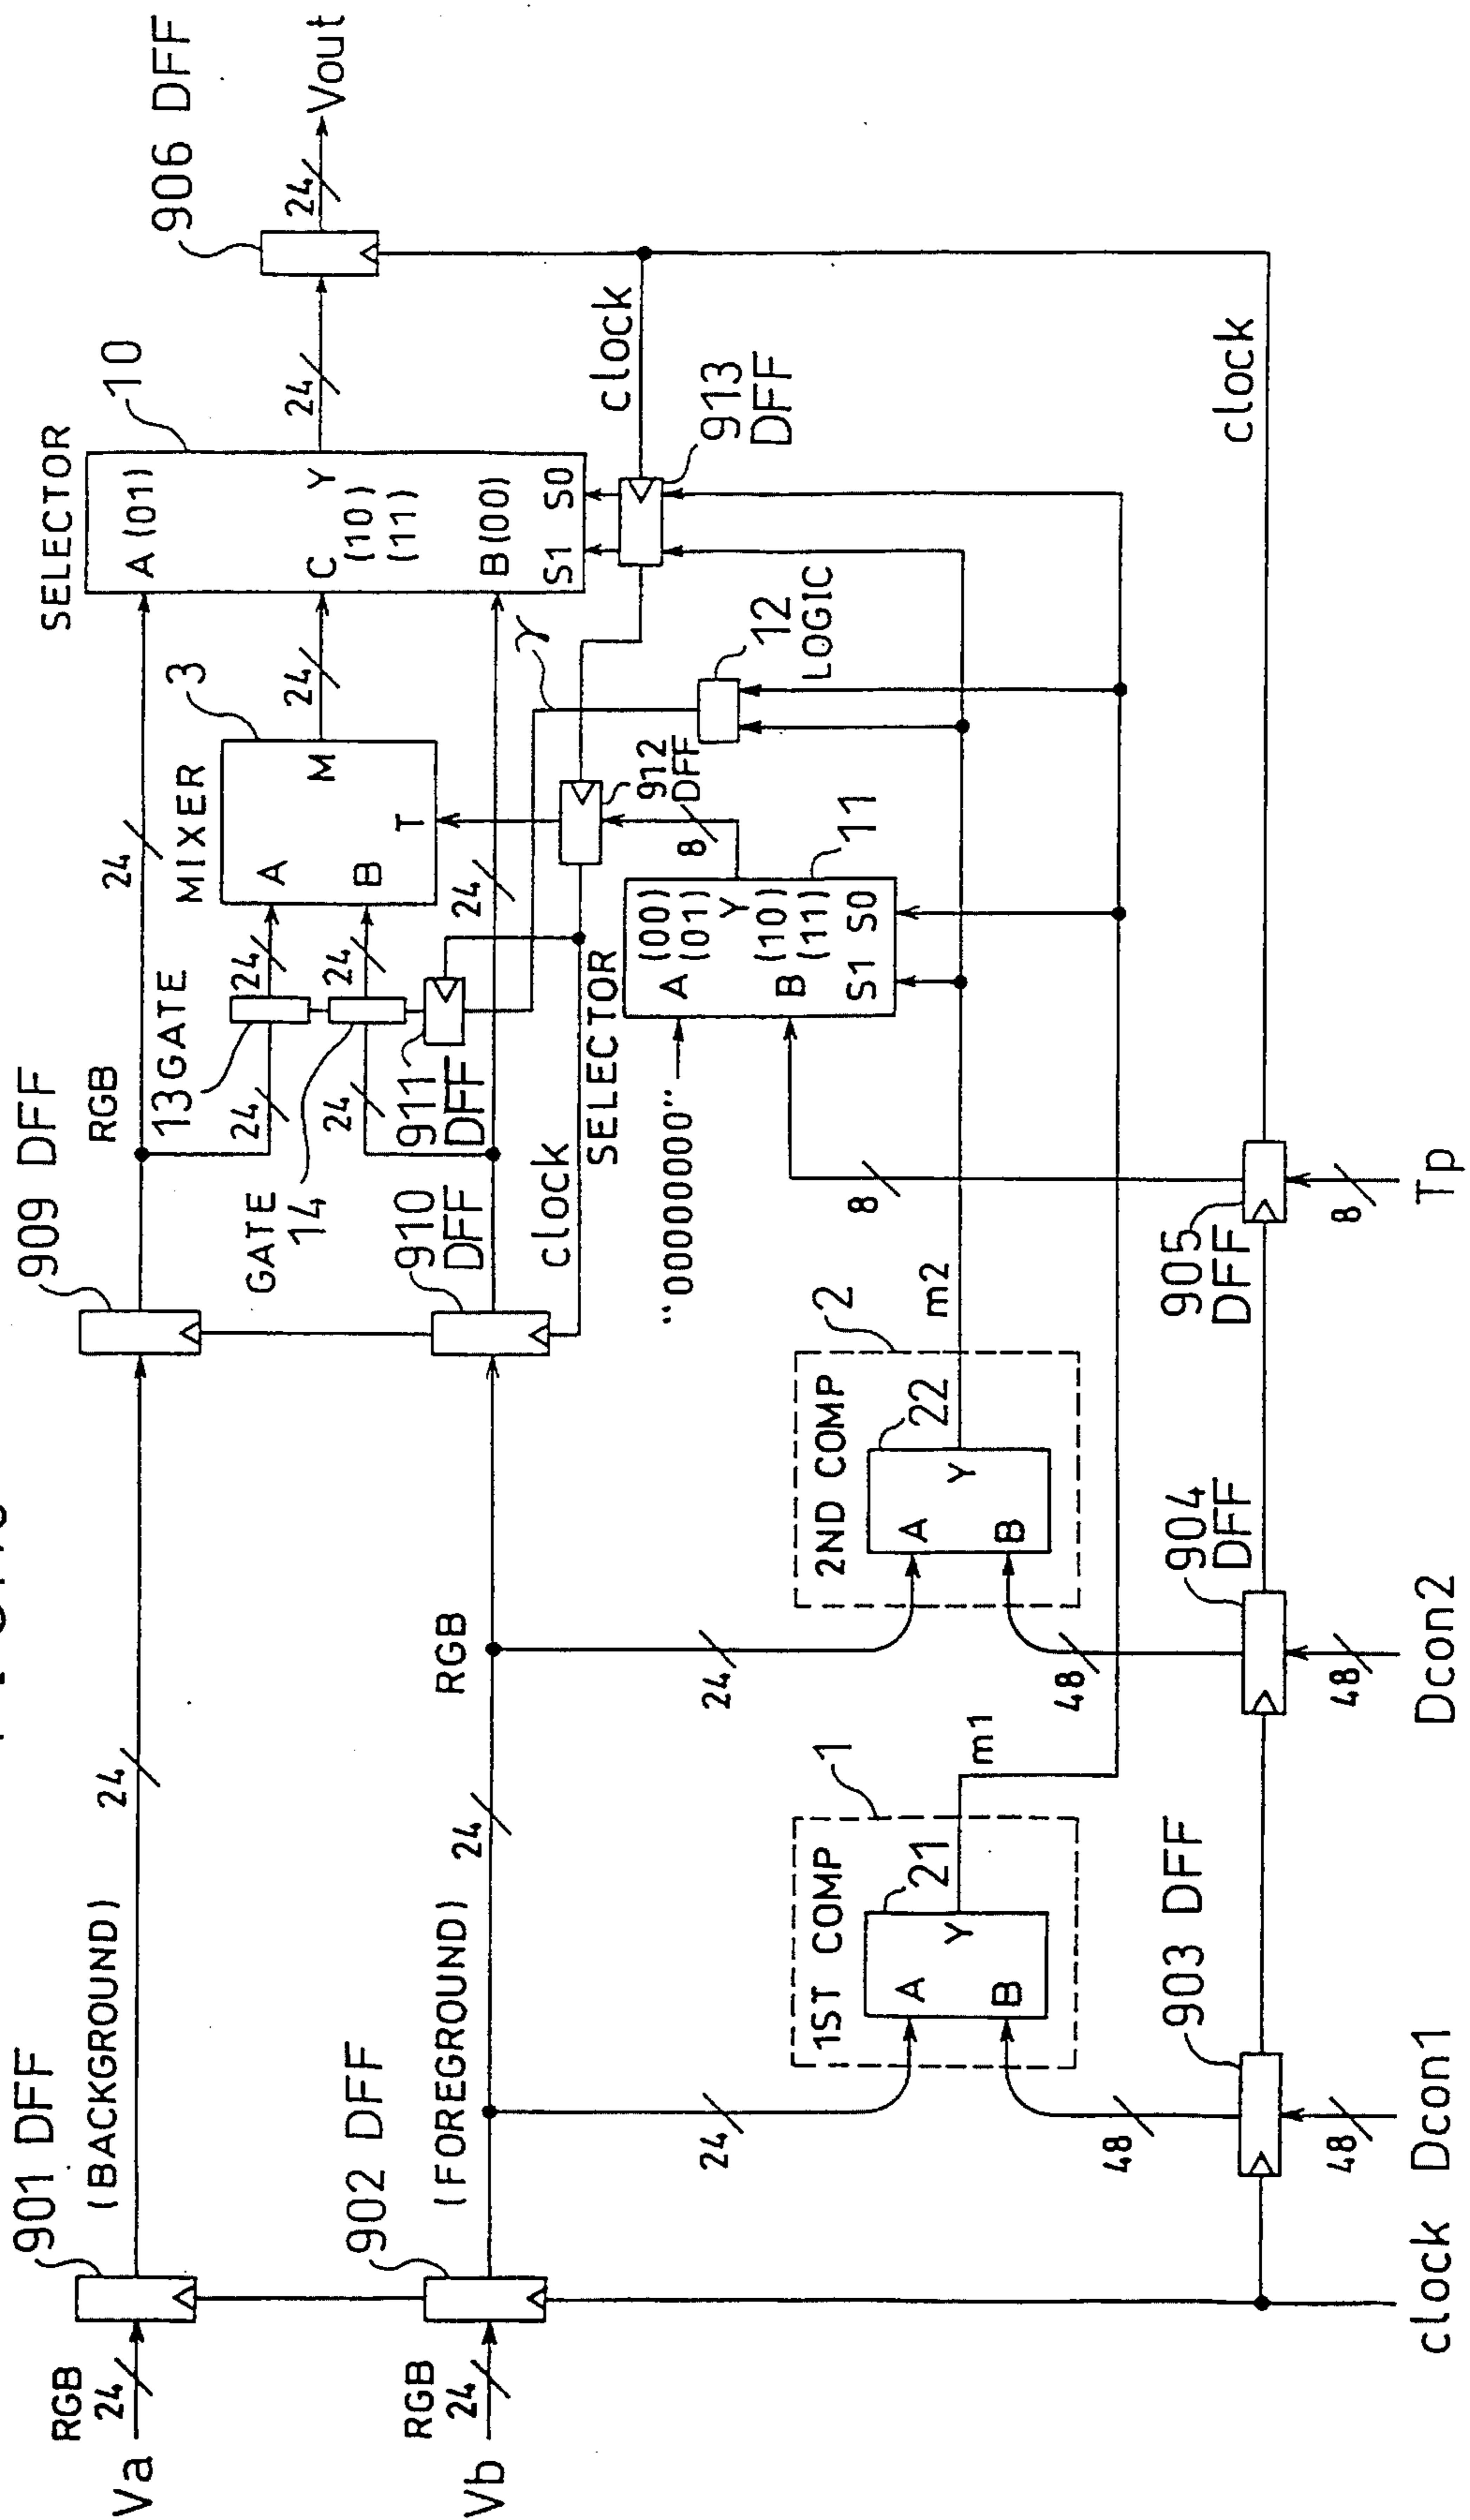 906 DFF
Vout
24
24
SELECTOR
10
A (01)
Y
C
(10)
(11)
B (00)
S1 S0
clock
913
DFF
clock
24
MIXER
3
A
M
B
T
24
24
γ
12
LOGIC
912
DFF
8
909 DFF
RGB
13 GATE
24
24
GATE
14
24
24
911
DFF
910
DFF
clock
SELECTOR
11
A (00)
(01)
Y
B (10)
(11)
S1 S0
"00000000"
8
905
DFF
8
Tp
24
RGB
24
2
2ND COMP
22
A
Y
B
m2
24
48
904
DFF
48
Dcon2
1
1ST COMP
21
A
Y
B
m1
24
48
903 DFF
48
Dcon1
901 DFF
(BACKGROUND)
RGB
24
Va
902 DFF
(FOREGROUND)
RGB
24
Vb
clock